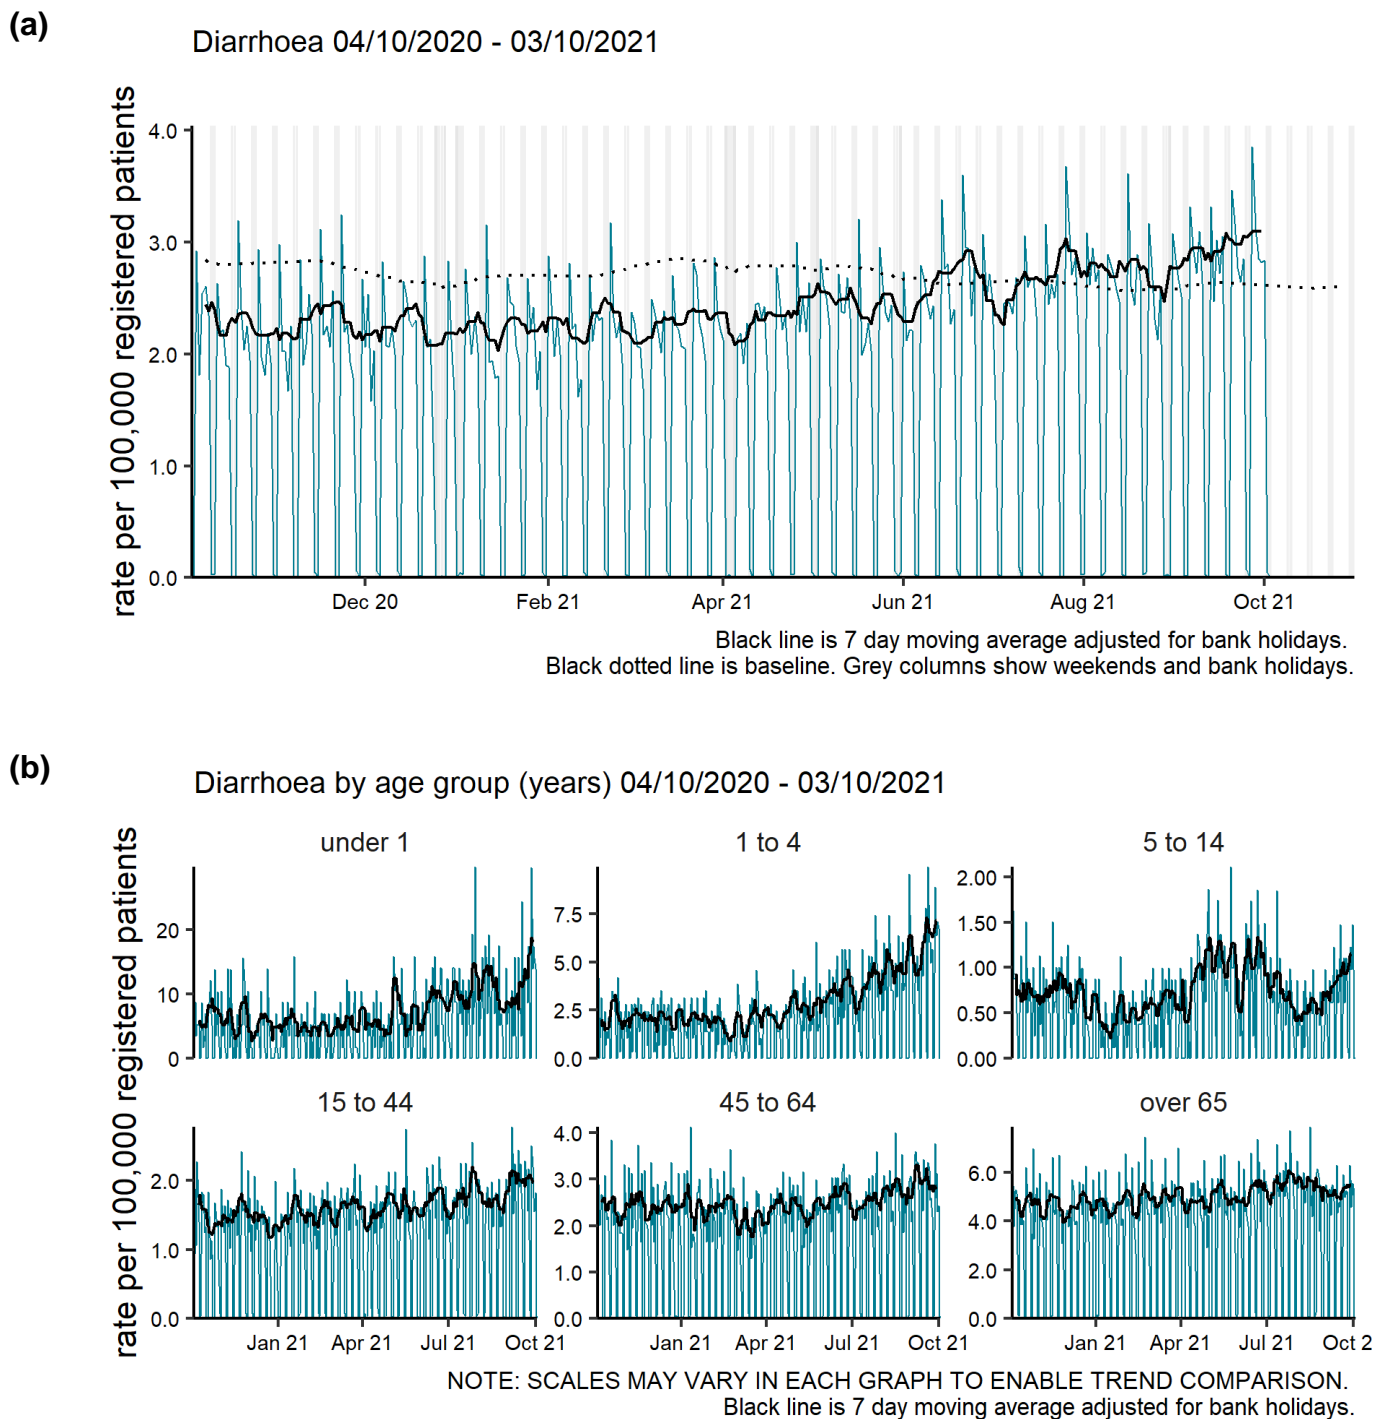 (a)
Diarrhoea 04/10/2020 - 03/10/2021
rate per 100,000 registered patients
4.0
3.0
2.0
1.0
0.0
Dec 20
Feb 21
Apr 21
Jun 21
Aug 21
Oct 21
Black line is 7 day moving average adjusted for bank holidays.
Black dotted line is baseline. Grey columns show weekends and bank holidays.
(b)
Diarrhoea by age group (years) 04/10/2020 - 03/10/2021
rate per 100,000 registered patients
under 1
20
10
0
1 to 4
7.5
5.0
2.5
0.0
5 to 14
2.00
1.50
1.00
0.50
0.00
15 to 44
2.0
1.0
0.0
Jan 21
Apr 21
Jul 21
Oct 21
45 to 64
4.0
3.0
2.0
1.0
0.0
Jan 21
Apr 21
Jul 21
Oct 21
over 65
6.0
4.0
2.0
0.0
Jan 21
Apr 21
Jul 21
Oct 2
NOTE: SCALES MAY VARY IN EACH GRAPH TO ENABLE TREND COMPARISON.
Black line is 7 day moving average adjusted for bank holidays.